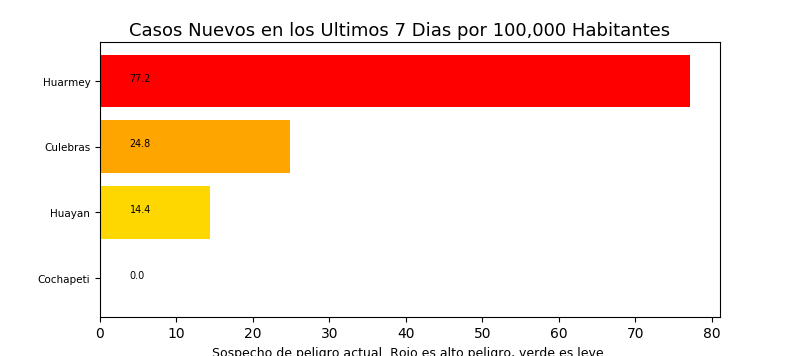 Casos Nuevos en los Ultimos 7 Dias por 100,000 Habitantes
Huarmey 77.2
Culebras 24.8
Huayan 14.4
Cochapeti 0.0
0 10 20 30 40 50 60 70 80
Sospecho de peligro actual. Rojo es alto peligro, verde es leve